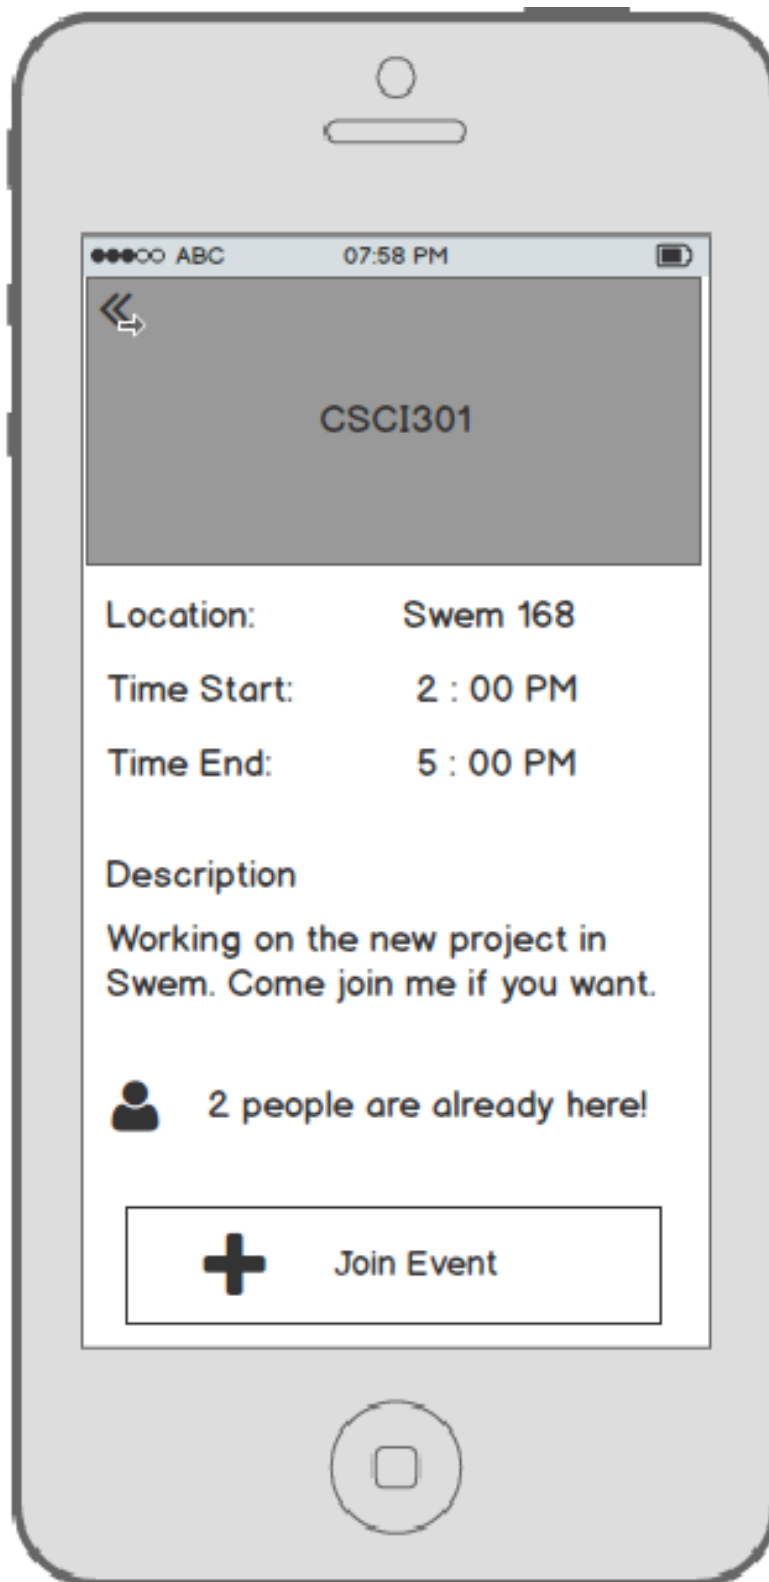 ABC 07:58 PM
CSCI301
Location: Swem 168
Time Start: 2 : 00 PM
Time End: 5 : 00 PM
Description
Working on the new project in
Swem. Come join me if you want.
2 people are already here!
Join Event